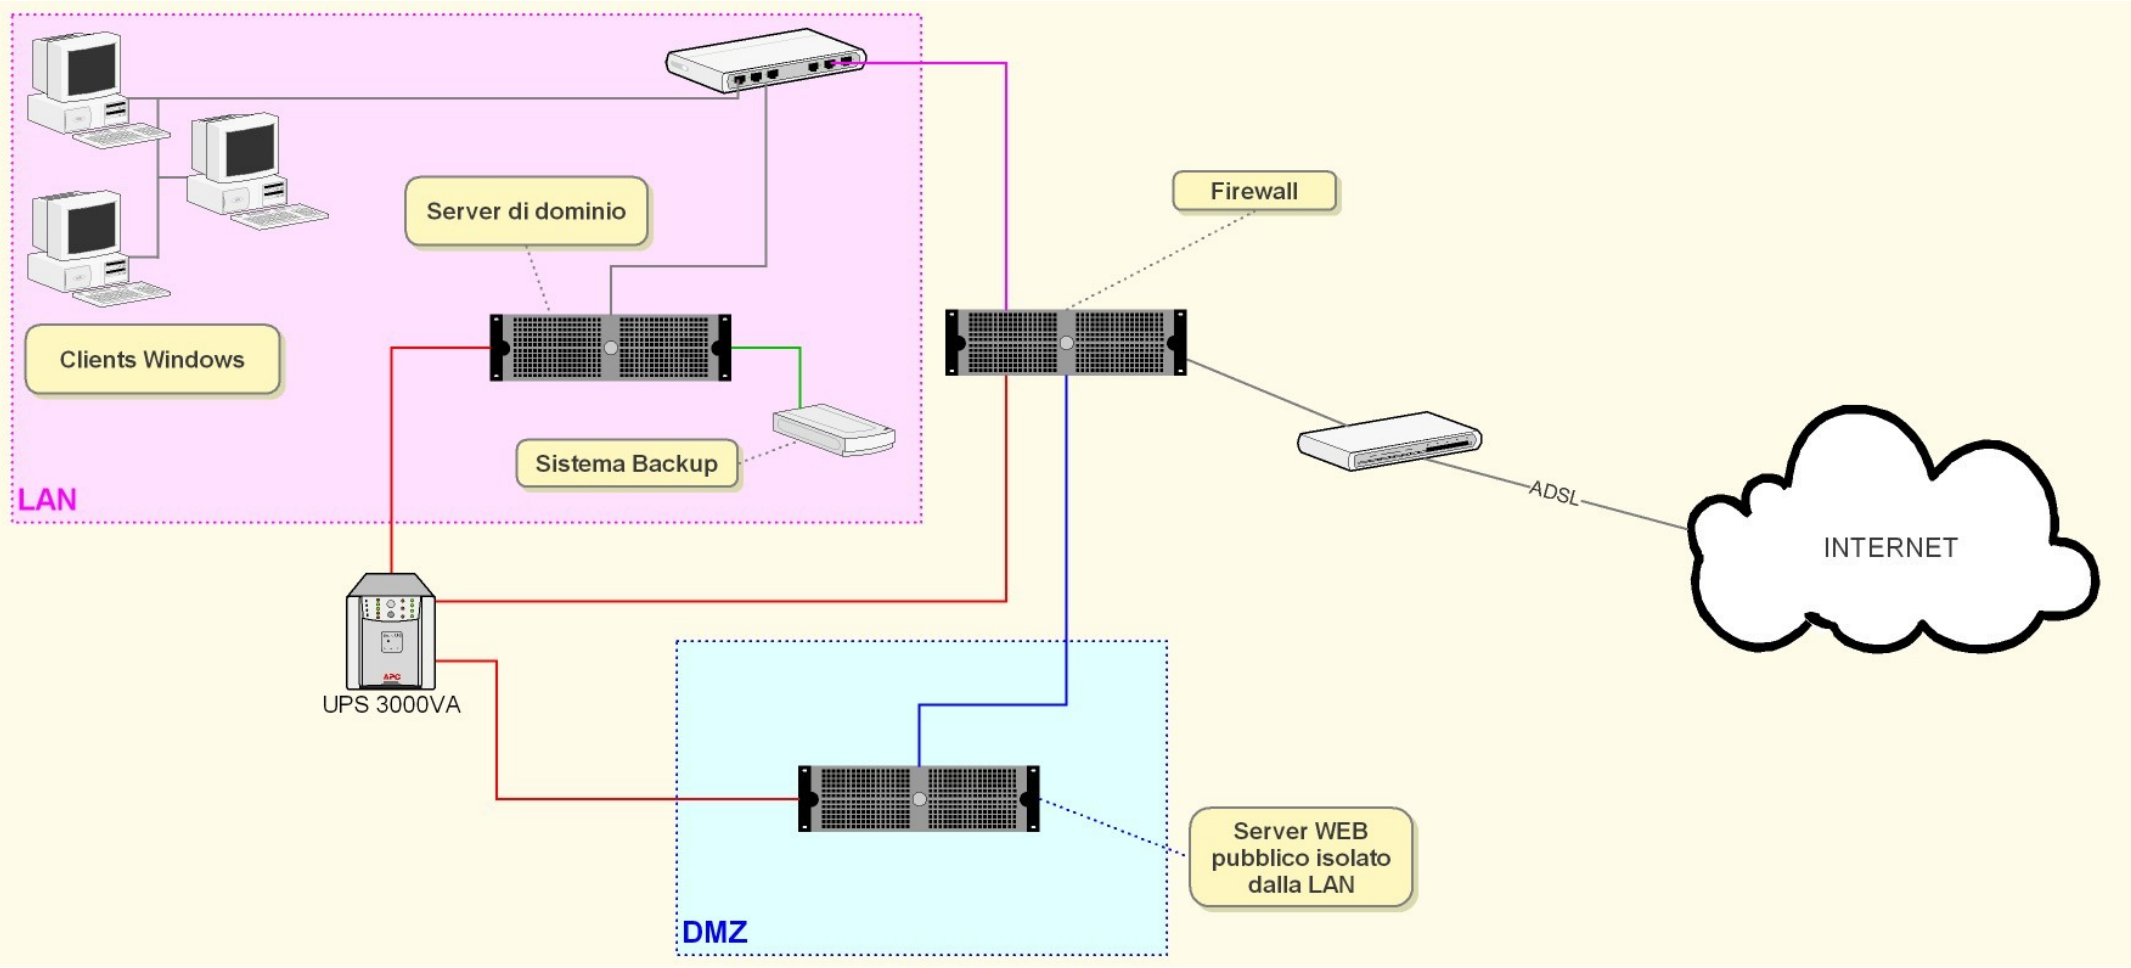 Server di dominio
Firewall
Clients Windows
Sistema Backup
LAN
ADSL
INTERNET
APC
UPS 3000VA
Server WEB
pubblico isolato
dalla LAN
DMZ